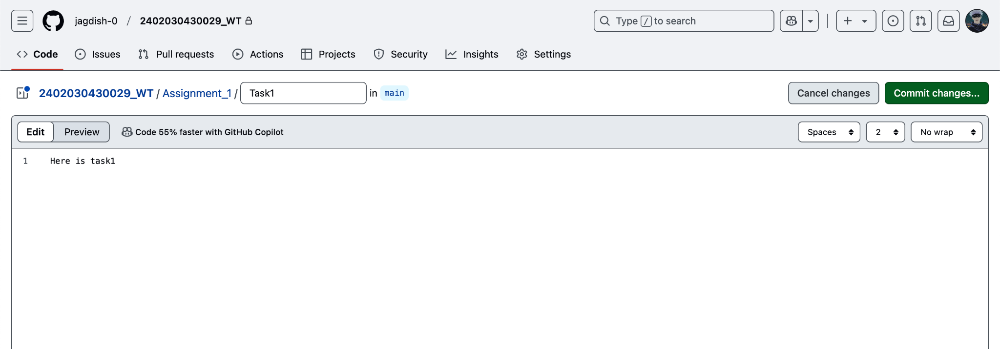 jagdish-0 / 2402030430029_WT
Type / to search
Code Issues Pull requests Actions Projects Security Insights Settings
2402030430029_WT / Assignment_1 / Task1 in main
Cancel changes Commit changes...
Edit Preview Code 55% faster with GitHub Copilot
Spaces 2 No wrap
1 Here is task1